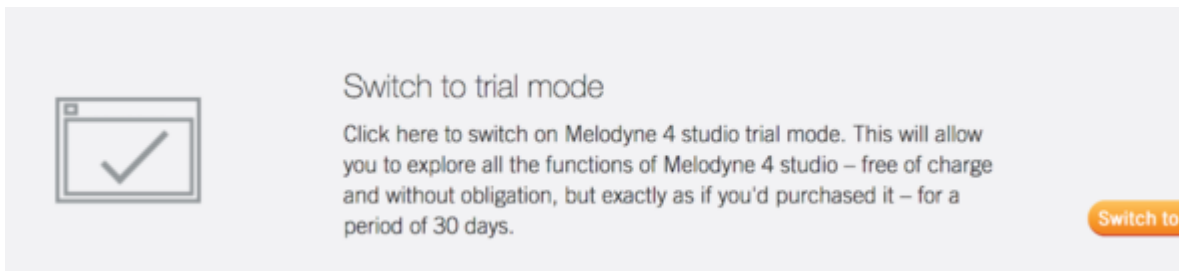 Switch to trial mode
Click here to switch on Melodyne 4 studio trial mode. This will allow
you to explore all the functions of Melodyne 4 studio – free of charge
and without obligation, but exactly as if you'd purchased it – for a
period of 30 days.
Switch to